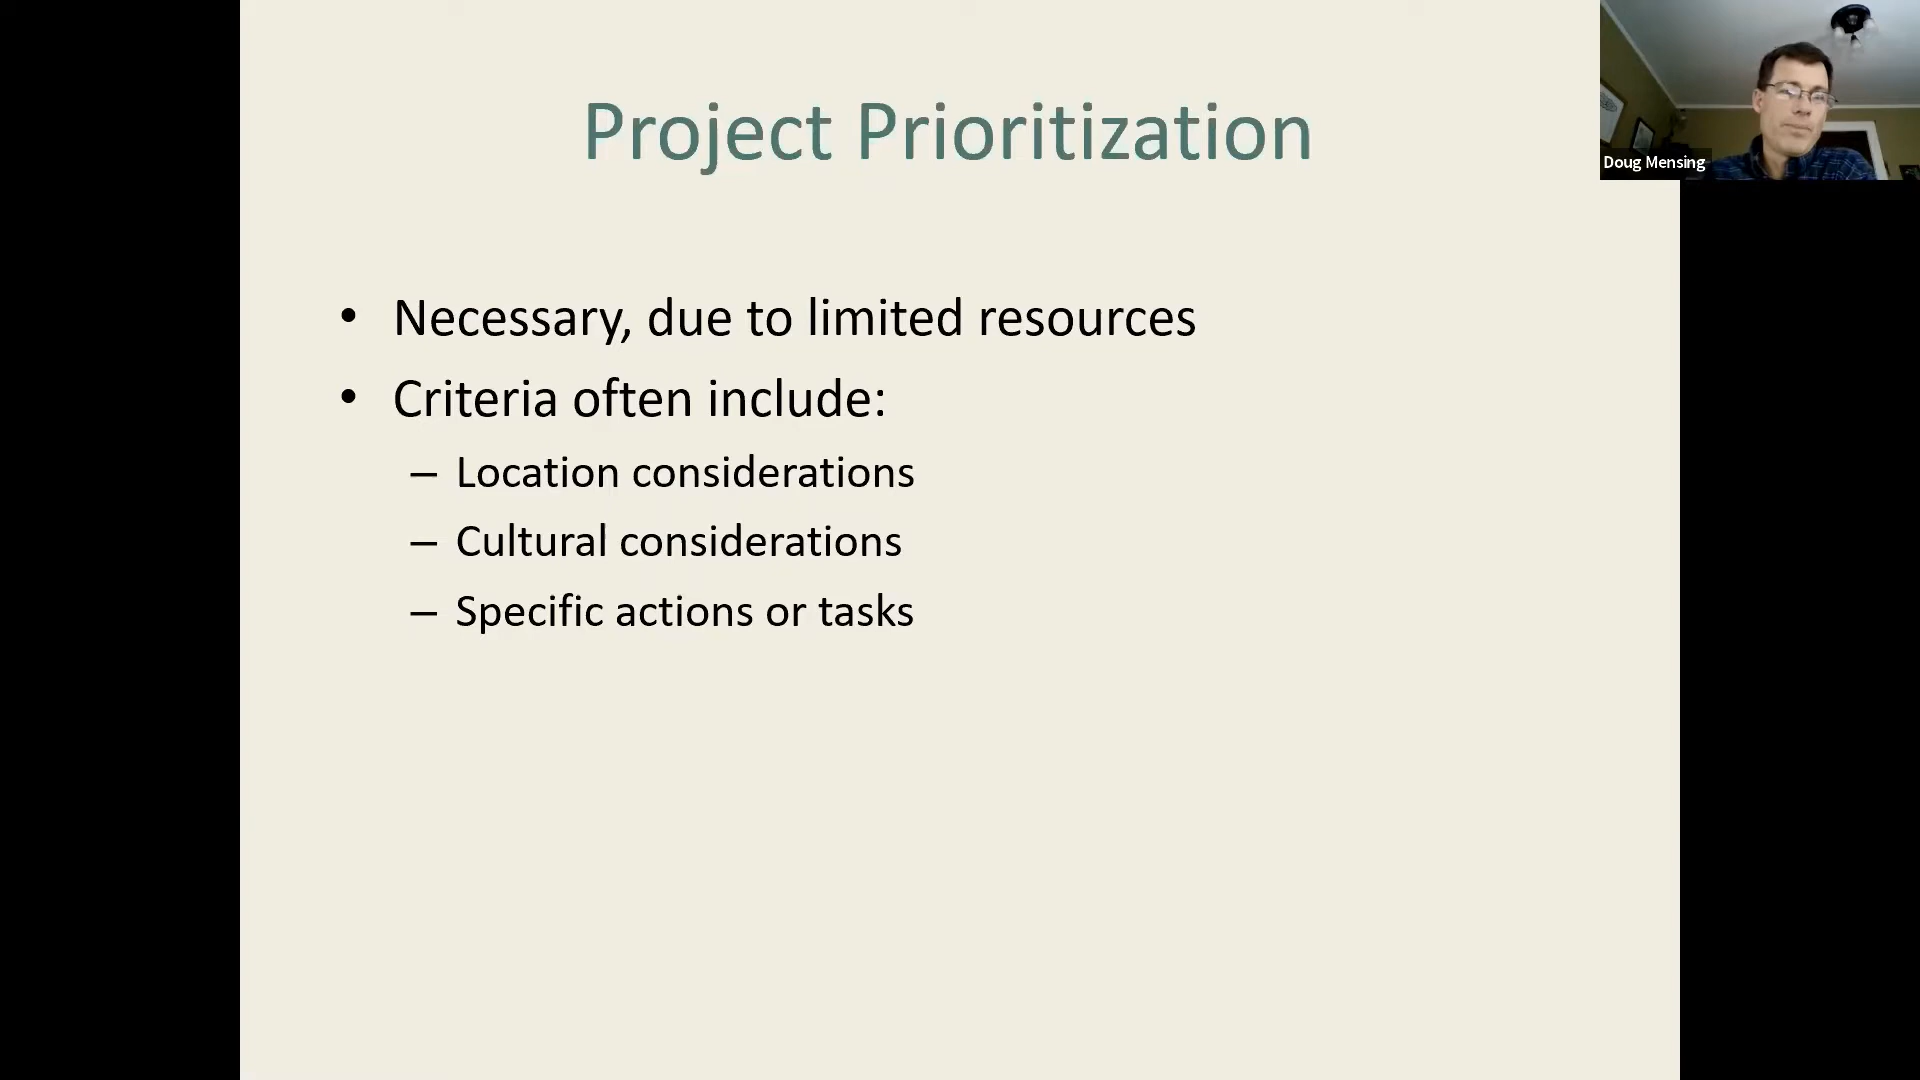 Project Prioritization
Doug Mensing
• Necessary, due to limited resources
• Criteria often include:
– Location considerations
– Cultural considerations
– Specific actions or tasks